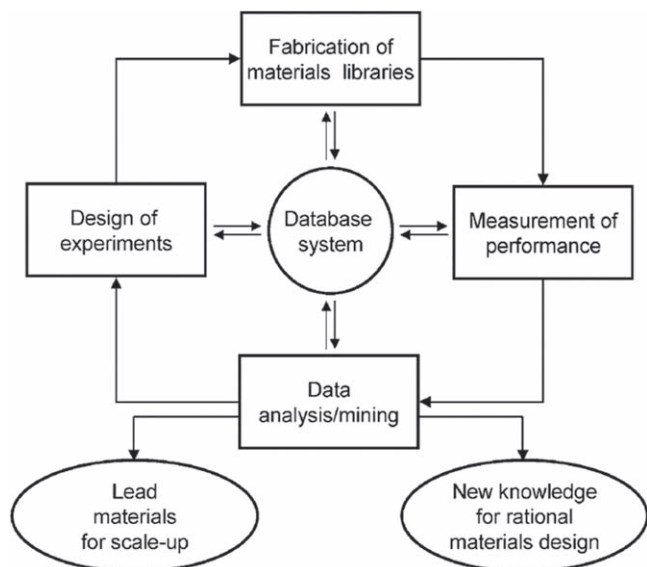 Fabrication of
materials libraries
Design of
experiments
Database
system
Measurement of
performance
Data
analysis/mining
Lead
materials
for scale-up
New knowledge
for rational
materials design